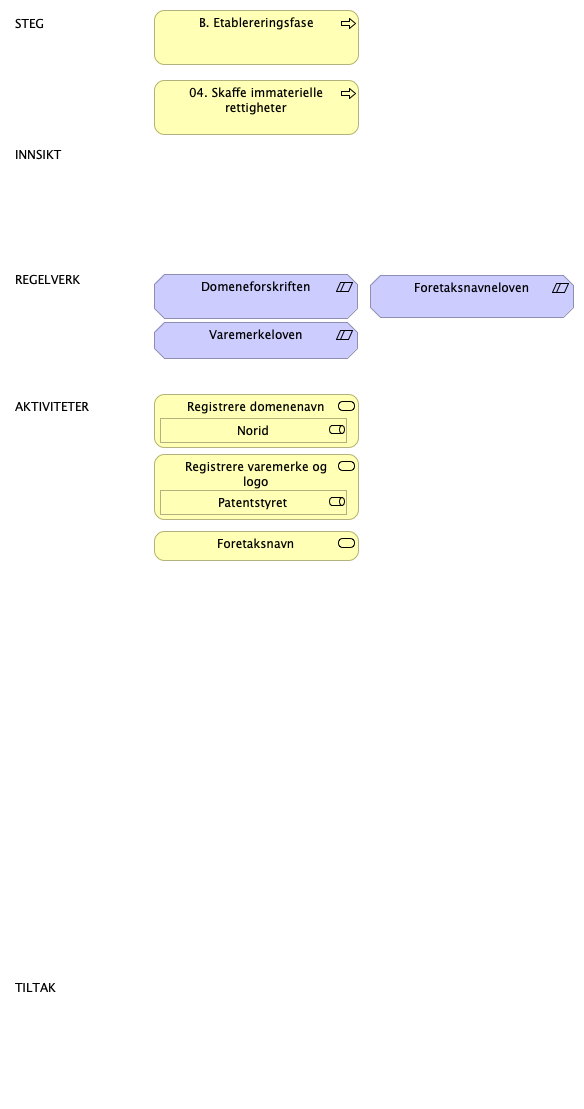 STEG
B. Etablereringsfase
04. Skaffe immaterielle
rettigheter
INNSIKT
REGELVERK
Domeneforskriften
Foretaksnavneloven
Varemerkeloven
AKTIVITETER
Registrere domenenavn
Norid
Registrere varemerke og
logo
Patentstyret
Foretaksnavn
TILTAK